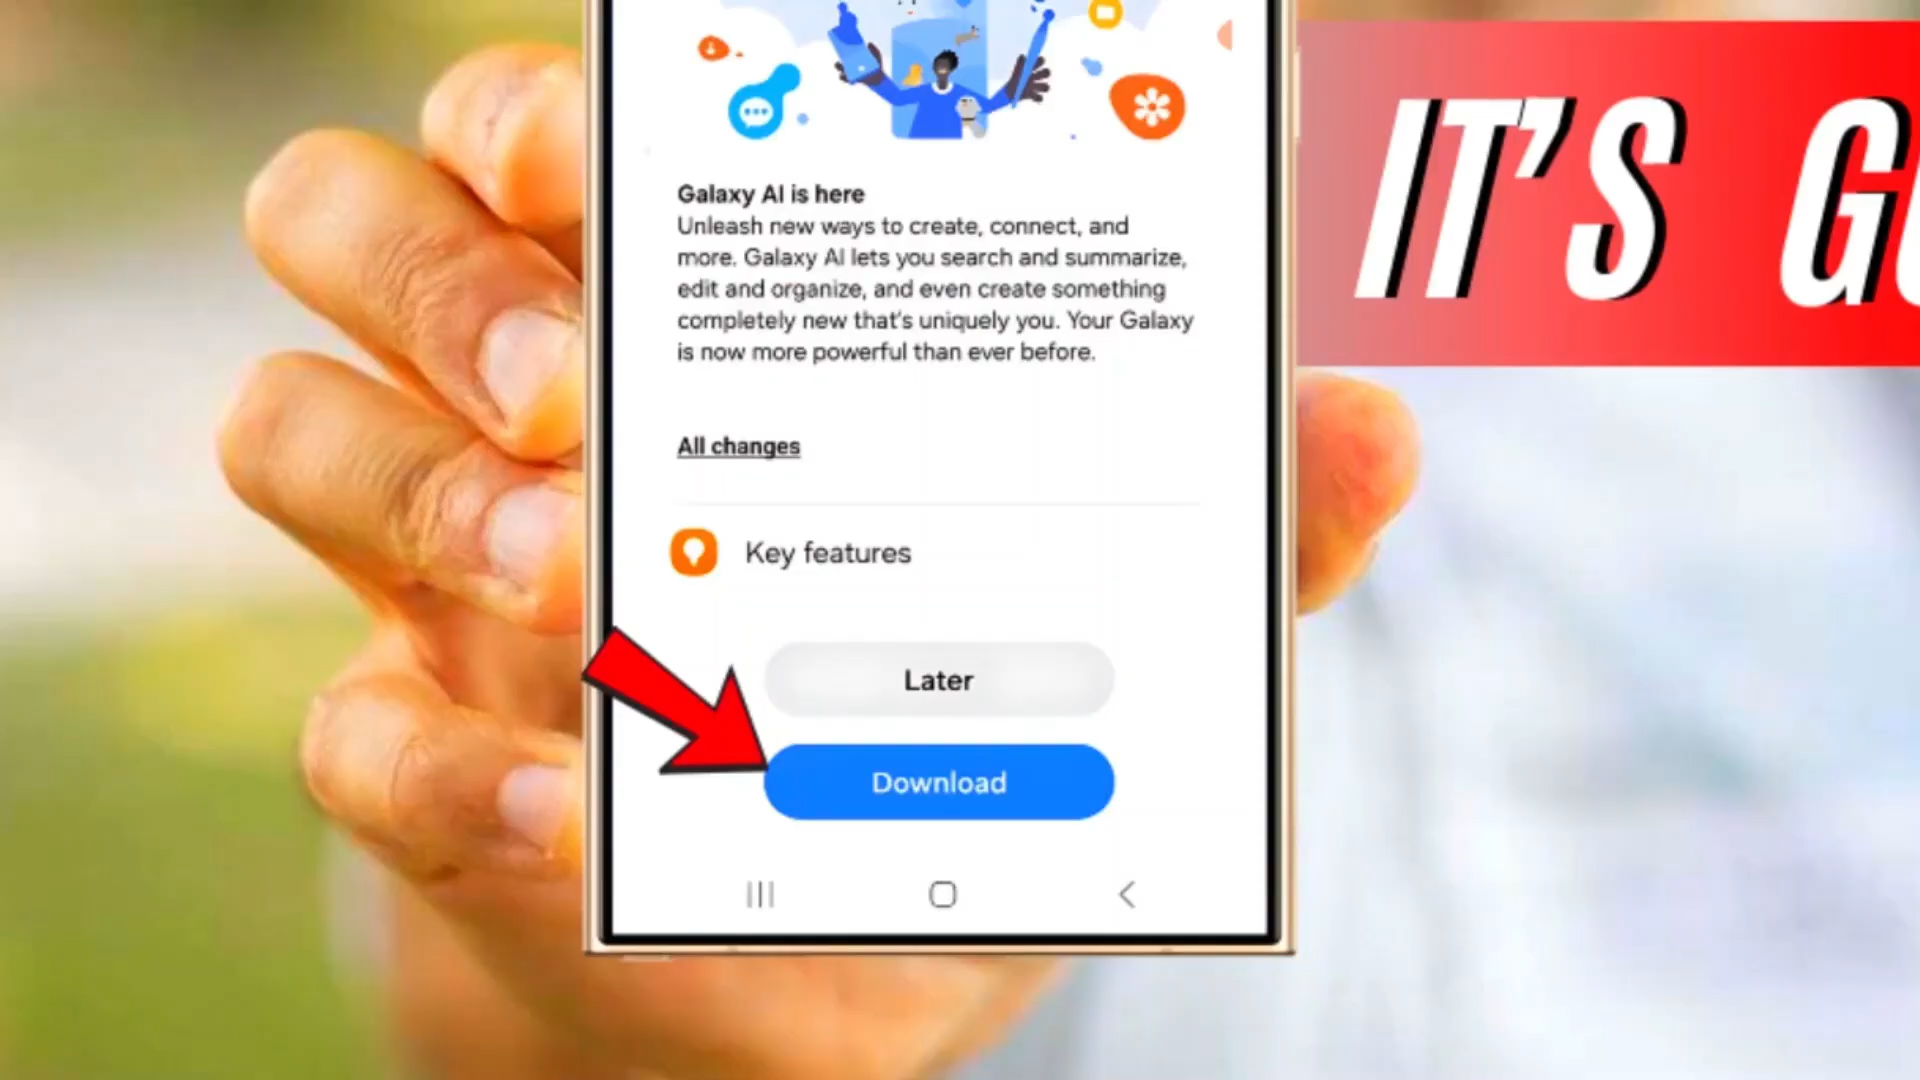 IT'S
Galaxy AI is here
Unleash new ways to create, connect, and
more. Galaxy AI lets you search and summarize,
edit and organize, and even create something
completely new that's uniquely you. Your Galaxy
is now more powerful than ever before.
All changes
Key features
Later
Download